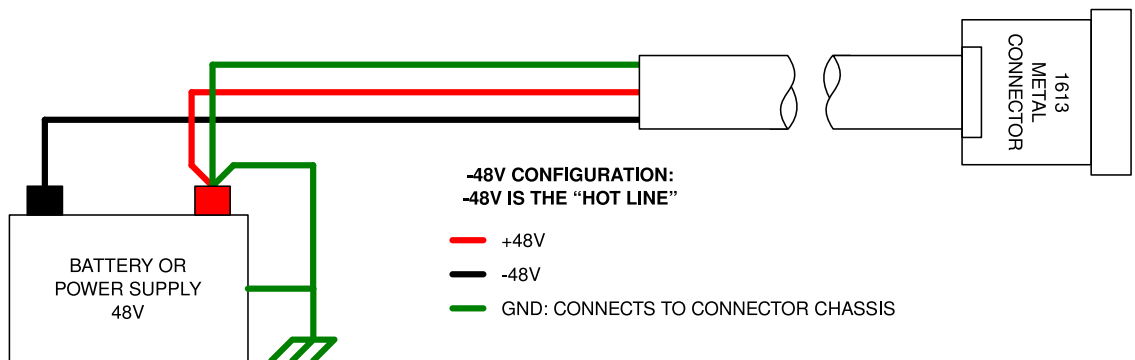 1613
METAL
CONNECTOR
-48V CONFIGURATION:
-48V IS THE “HOT LINE”
+48V
-48V
GND: CONNECTS TO CONNECTOR CHASSIS
BATTERY OR
POWER SUPPLY
48V